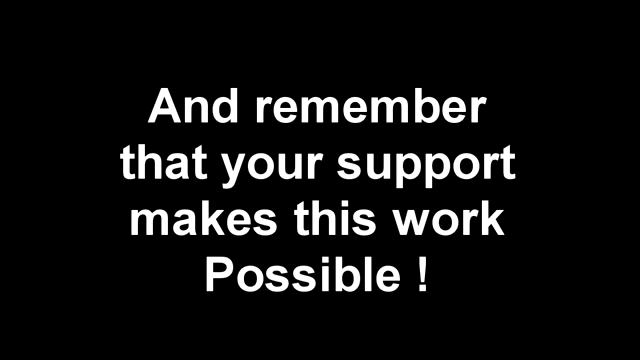 And remember
that your support
makes this work
Possible !